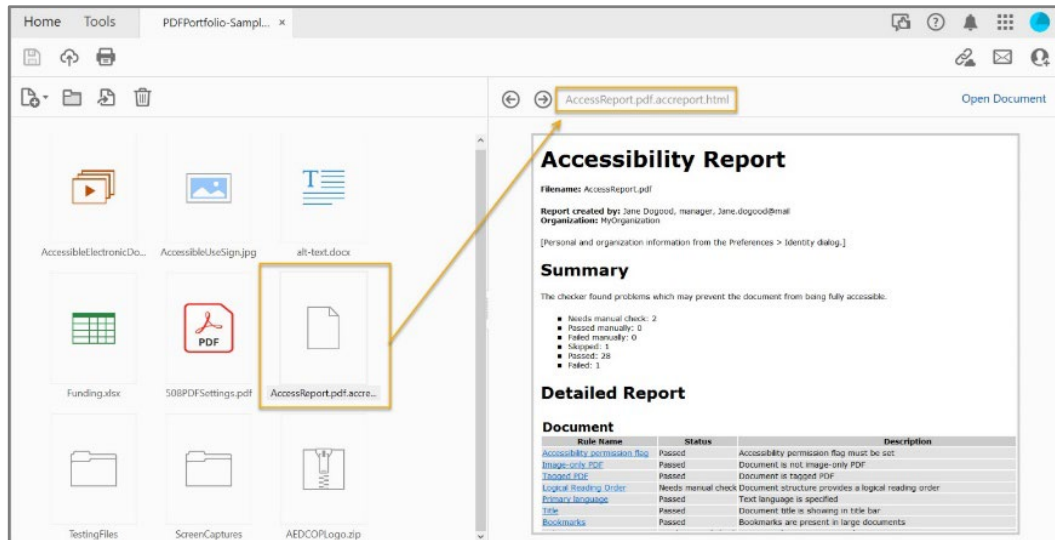 Home Tools PDFPortfolio-Sampl... ×
AccessReport.pdf.accreport.html Open Document
AccessibleElectronicDo... AccessibleUseSign.jpg alt-text.docx
PDF
Funding.xlsx 508PDFSettings.pdf AccessReport.pdf.accre...
TestingFiles ScreenCaptures AEDCOPLogo.zip
Accessibility Report
Filename: AccessReport.pdf
Report created by: Jane Dogood, manager, Jane.dogood@mail
Organization: MyOrganization
[Personal and organization information from the Preferences > Identity dialog.]
Summary
The checker found problems which may prevent the document from being fully accessible.
Needs manual check: 2
Passed manually: 0
Failed manually: 0
Skipped: 1
Passed: 28
Failed: 1
Detailed Report
Document
Rule Name Status Description
Accessibility permission flag Passed Accessibility permission flag must be set
Image-only PDF Passed Document is not image-only PDF
Tagged PDF Passed Document is tagged PDF
Logical Reading Order Needs manual check Document structure provides a logical reading order
Primary language Passed Text language is specified
Title Passed Document title is showing in title bar
Bookmarks Passed Bookmarks are present in large documents